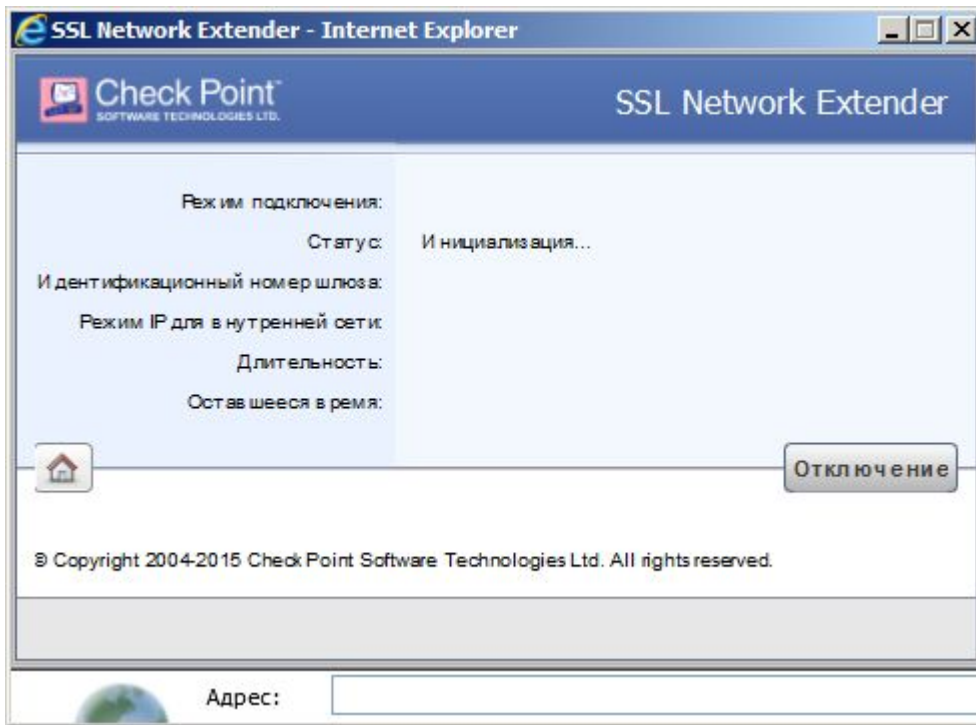 SSL Network Extender - Internet Explorer
Check Point™
SOFTWARE TECHNOLOGIES LTD.
SSL Network Extender
Режим подключения:
Статус: Инициализация...
Идентификационный номер шлюза:
Режим IP для внутренней сети:
Длительность:
Оставшееся время:
Отключение
© Copyright 2004-2015 Check Point Software Technologies Ltd. All rights reserved.
Адрес: